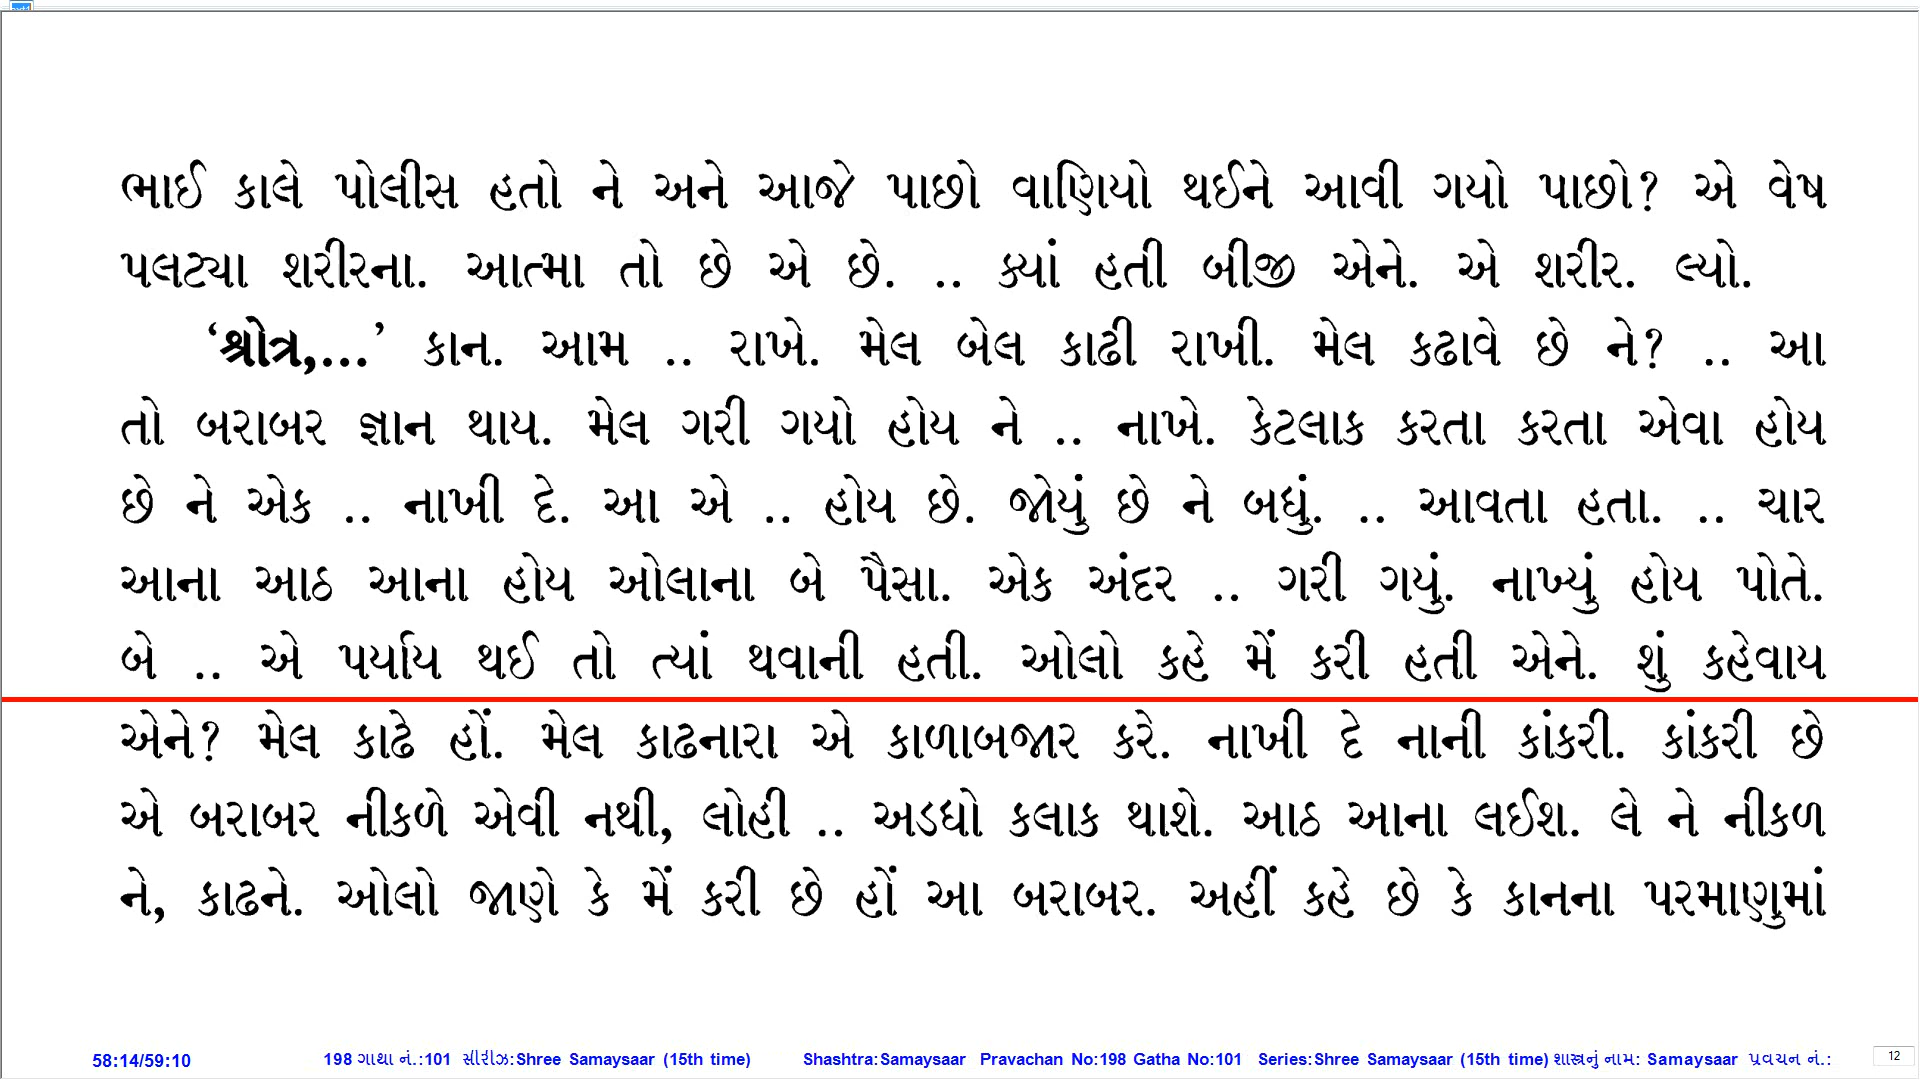 ભાઈ કાલે પોલીસ હતો ને અને આજે પાછો વાણિયો થઈને આવી ગયો પાછો? એ વેષ
પલટ્યા શરીરના. આત્મા તો છે એ છે. .. ક્યાં હતી બીજી એને. એ શરીર. લ્યો.
‘શ્રોત્ર,...’ કાન. આમ .. રાખે. મેલ બેલ કાઢી રાખી. મેલ કઢાવે છે ને? .. આ
તો બરાબર જ્ઞાન થાય. મેલ ગરી ગયો હોય ને .. નાખે. કેટલાક કરતા કરતા એવા હોય
છે ને એક .. નાખી દે. આ એ .. હોય છે. જોયું છે ને બધું. .. આવતા હતા. .. ચાર
આના આઠ આના હોય ઓલાના બે પૈસા. એક અંદર .. ગરી ગયું. નાખ્યું હોય પોતે.
બે .. એ પર્યાય થઈ તો ત્યાં થવાની હતી. ઓલો કહે મેં કરી હતી એને. શું કહેવાય
એને? મેલ કાઢે હોં. મેલ કાઢનારા એ કાળાબજાર કરે. નાખી દે નાની કાંકરી. કાંકરી છે
એ બરાબર નીકળે એવી નથી, લોહી .. અડધો કલાક થાશે. આઠ આના લઈશ. લે ને નીકળ
ને, કાઢને. ઓલો જાણે કે મેં કરી છે હોં આ બરાબર. અહીં કહે છે કે કાનના પરમાણુમાં
58:14/59:10 198 ગાથા નં.:101 સીરીઝ:Shree Samaysaar (15th time) Shashtra:Samaysaar Pravachan No:198 Gatha No:101 Series:Shree Samaysaar (15th time) શાસ્ત્રનું નામ: Samaysaar પ્રવચન નં.: 12